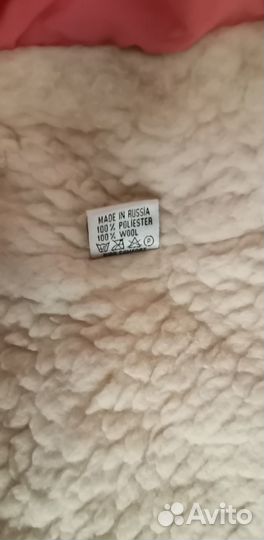 MADE IN RUSSIA
100% POLIESTER
100% WOOL
P
Avito